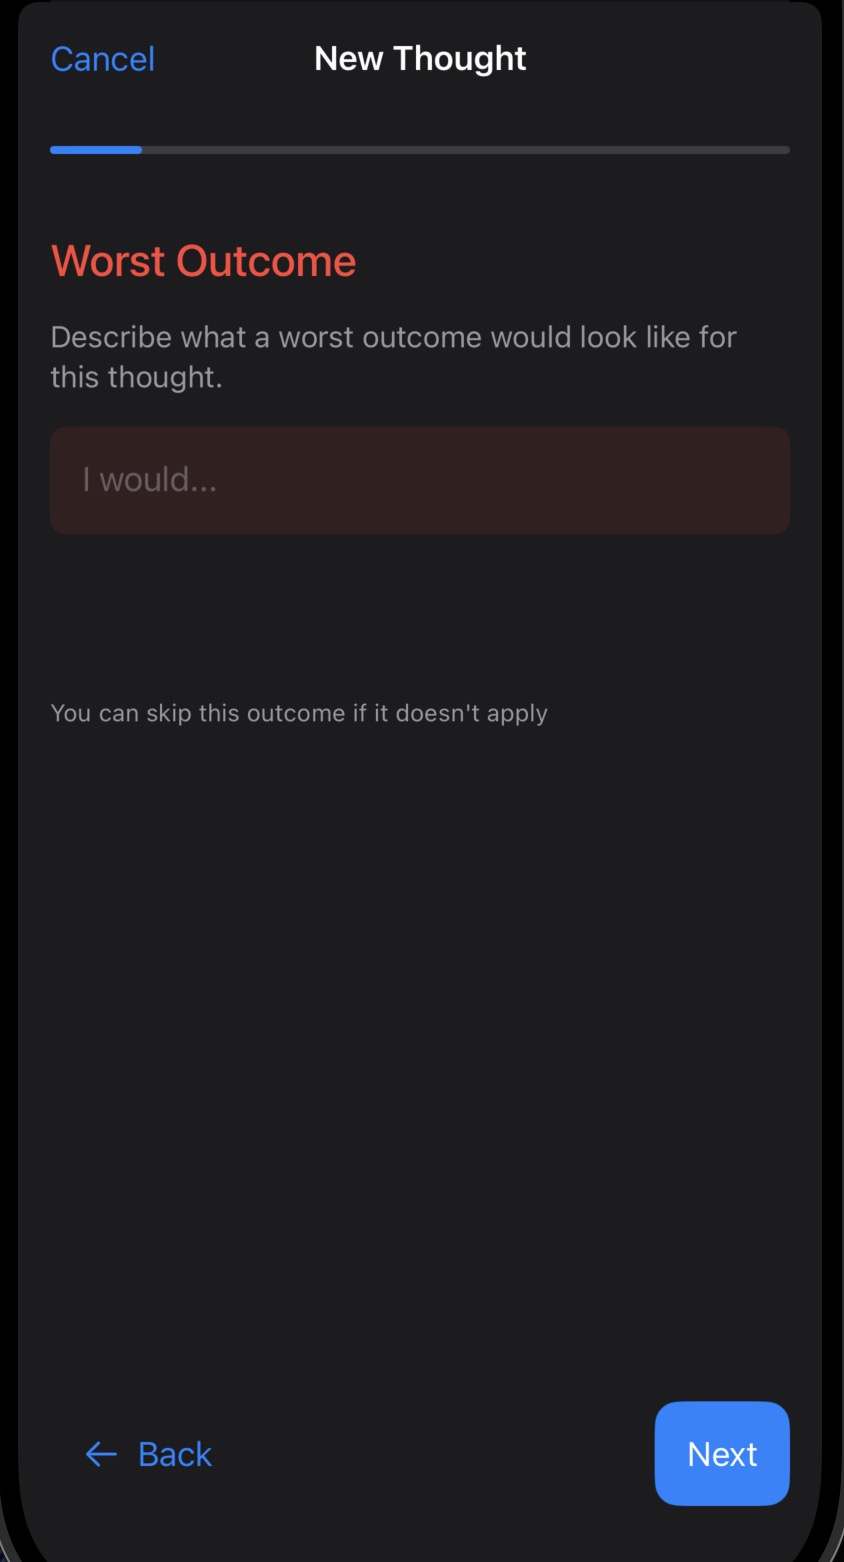 Cancel
New Thought
Worst Outcome
Describe what a worst outcome would look like for
this thought.
I would...
You can skip this outcome if it doesn't apply
← Back
Next